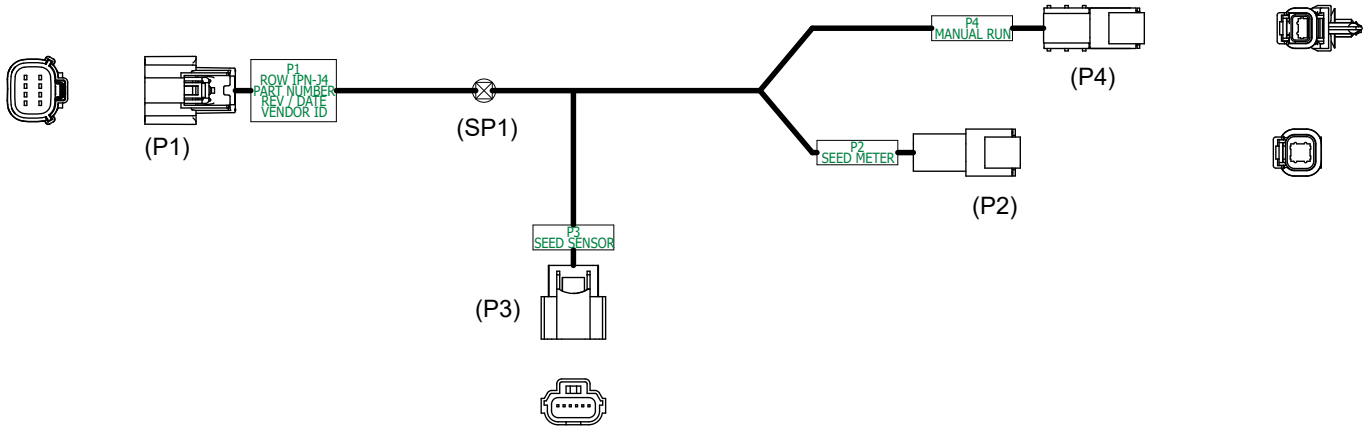 P4
MANUAL RUN
(P4)
P1
ROW IPN-J4
PART NUMBER
REV / DATE
VENDOR ID
(P1)
(SP1)
P2
SEED METER
(P2)
P3
SEED SENSOR
(P3)